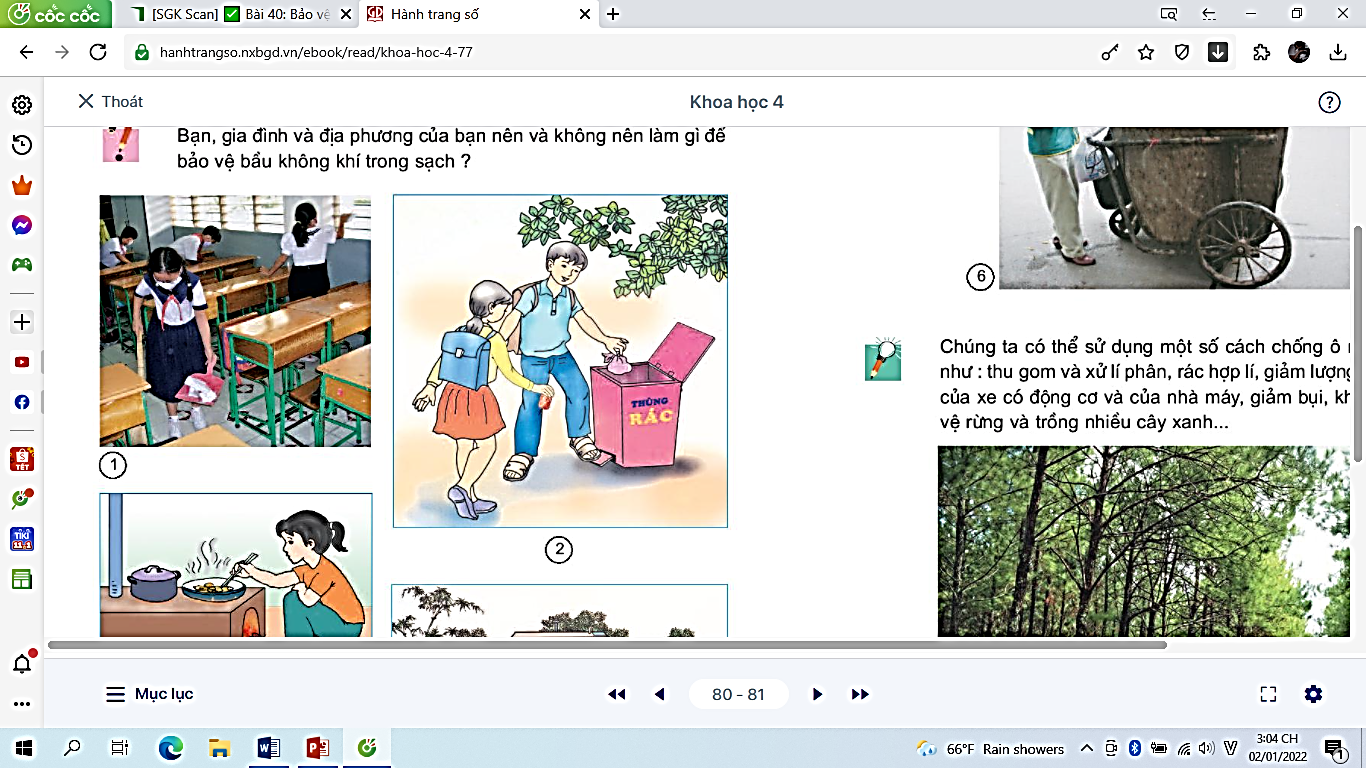 cốc cốc
[SGK Scan] ✅ Bài 40: Bảo vệ
Hành trang số
hanhtrangso.nxbgd.vn/ebook/read/khoa-hoc-4-77
Thoát
Khoa học 4
Bạn, gia đình và địa phương của bạn nên và không nên làm gì để
bảo vệ bầu không khí trong sạch ?
THÙNG
RÁC
1
2
6
Chúng ta có thể sử dụng một số cách chống ô
như : thu gom và xử lí phân, rác hợp lí, giảm lượng
của xe có động cơ và của nhà máy, giảm bụi, kh
vệ rừng và trồng nhiều cây xanh...
TẾT
TIKI
Mục lục
80 - 81
66°F Rain showers
3:04 CH
02/01/2022
1